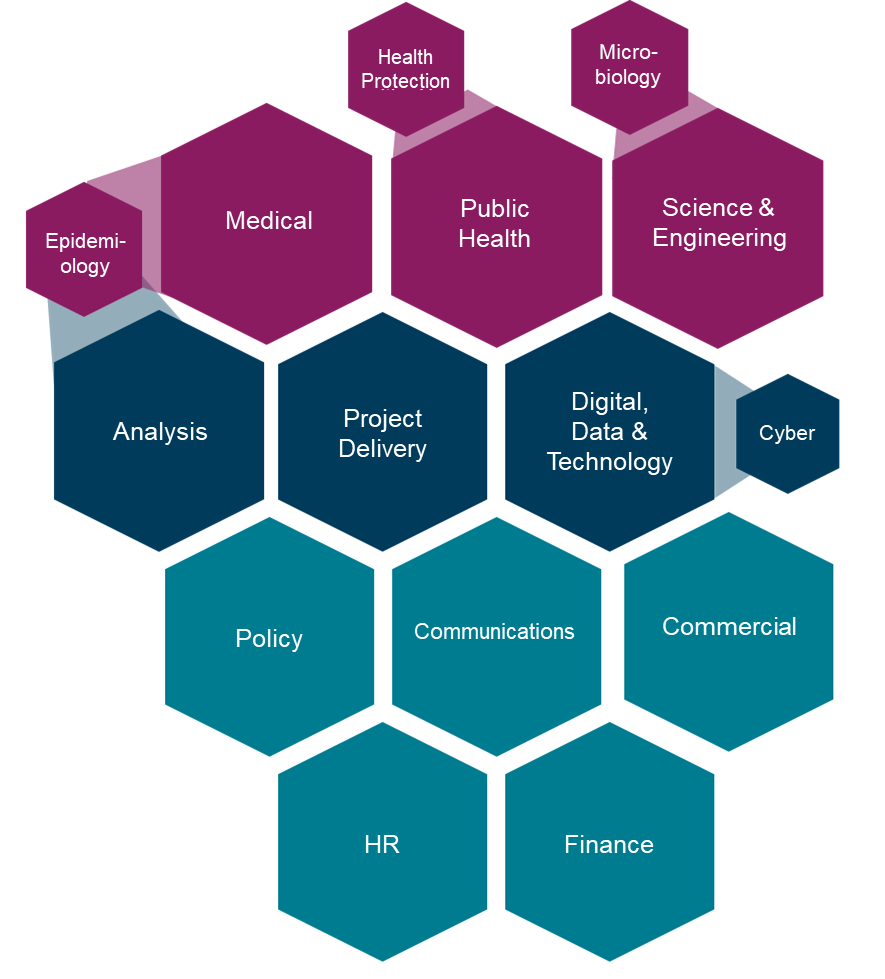 Health
Protection
Micro-
biology
Medical
Public
Health
Science &
Engineering
Epidemi-
ology
Analysis
Project
Delivery
Digital,
Data &
Technology
Cyber
Policy
Communications
Commercial
HR
Finance